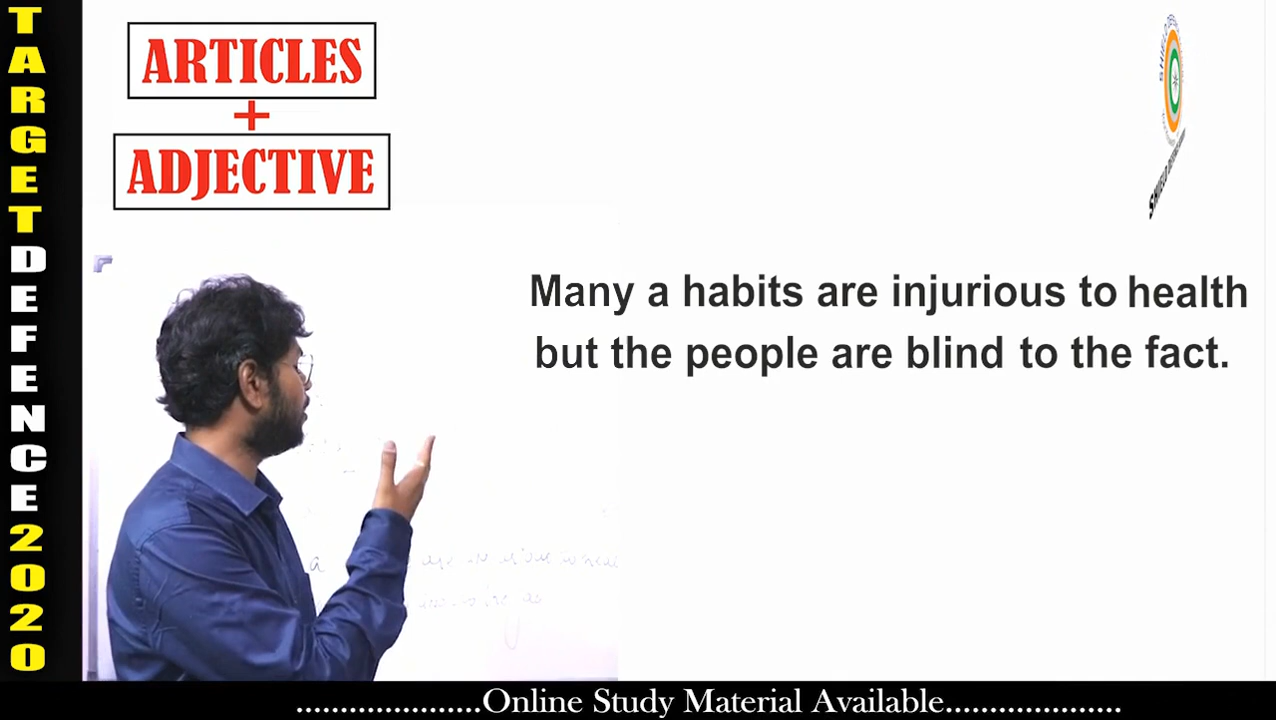 TARGET DEFENCE 2020
ARTICLES
+
ADJECTIVE
Many a habits are injurious to health
but the people are blind to the fact.
a
....................Online Study Material Available....................